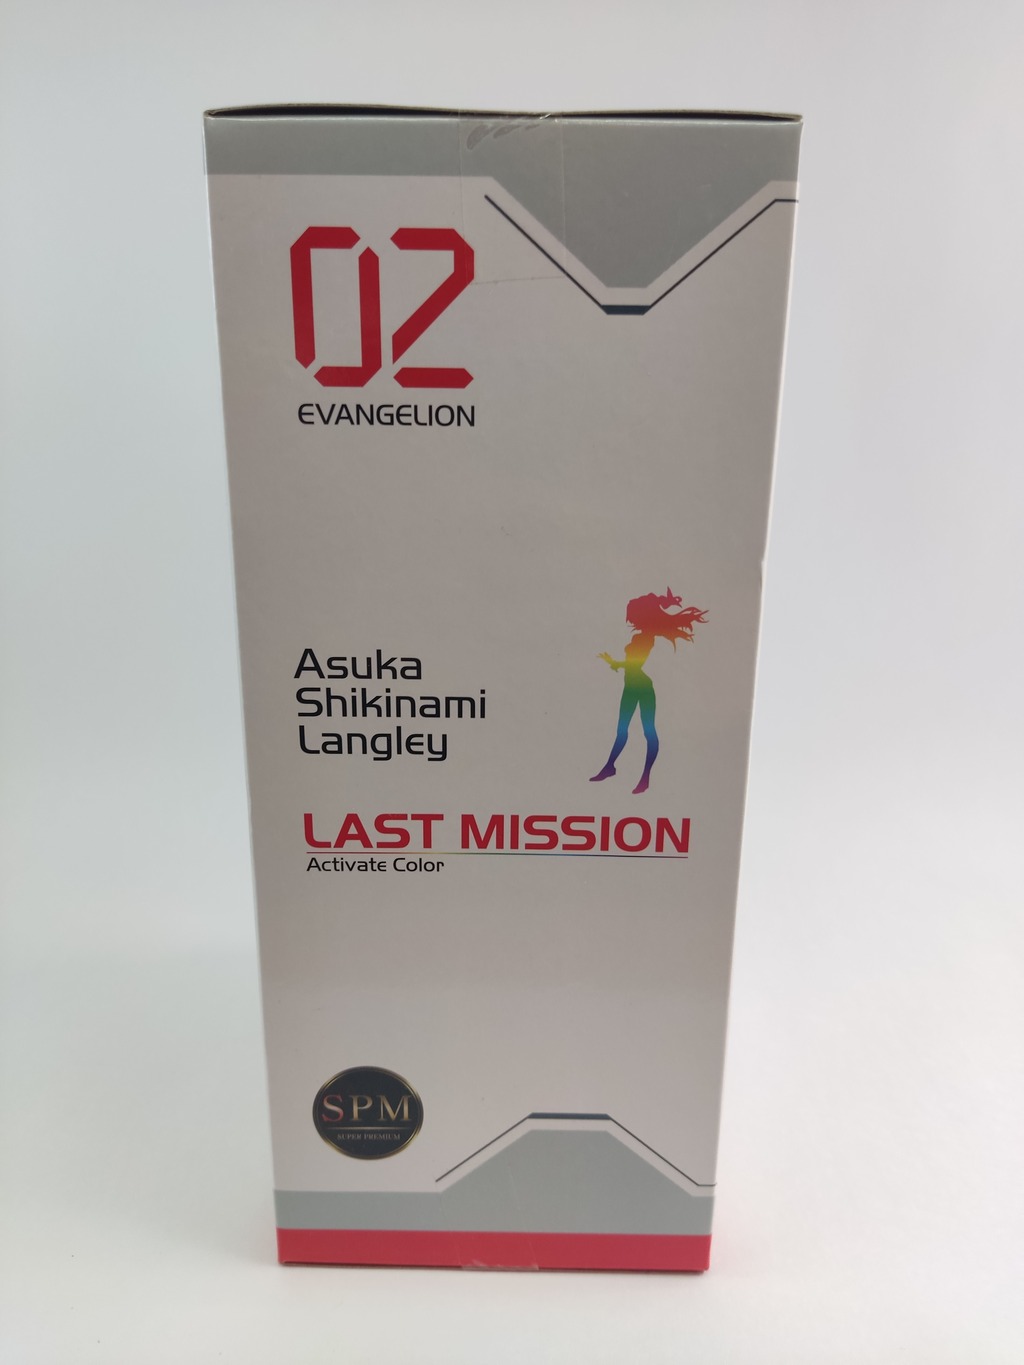 02
EVANGELION
Asuka
Shikinami
Langley
LAST MISSION
Activate Color
SPM
SUPER PREMIUM